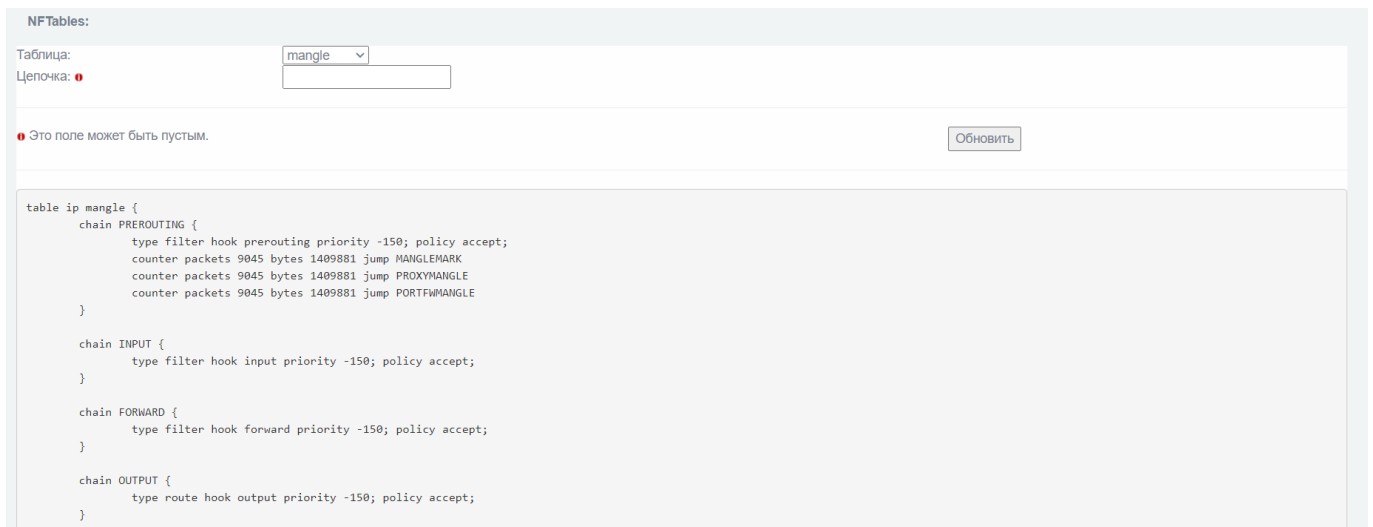 NFTables:
Таблица: mangle
Цепочка:
Это поле может быть пустым. Обновить
table ip mangle {
chain PREROUTING {
type filter hook prerouting priority -150; policy accept;
counter packets 9045 bytes 1409881 jump MANGLEMARK
counter packets 9045 bytes 1409881 jump PROXYMANGLE
counter packets 9045 bytes 1409881 jump PORTFWMANGLE
}
chain INPUT {
type filter hook input priority -150; policy accept;
}
chain FORWARD {
type filter hook forward priority -150; policy accept;
}
chain OUTPUT {
type route hook output priority -150; policy accept;
}